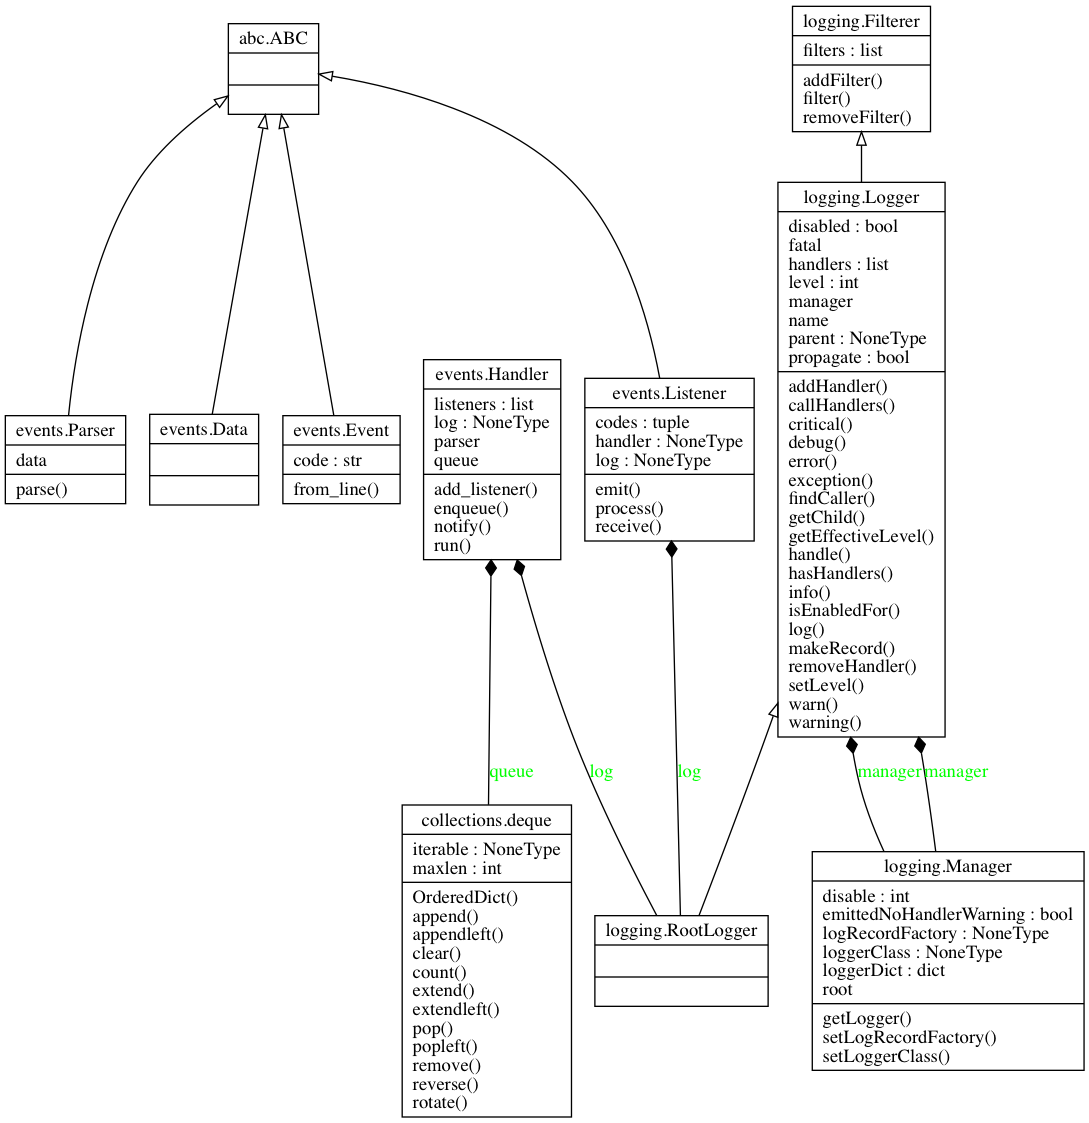 abc.ABC
logging.Filterer
filters : list
addFilter()
filter()
removeFilter()
logging.Logger
disabled : bool
fatal
handlers : list
level : int
manager
name
parent : NoneType
propagate : bool
addHandler()
callHandlers()
critical()
debug()
error()
exception()
findCaller()
getChild()
getEffectiveLevel()
handle()
hasHandlers()
info()
isEnabledFor()
log()
makeRecord()
removeHandler()
setLevel()
warn()
warning()
events.Parser
data
parse()
events.Data
events.Event
code : str
from_line()
events.Handler
listeners : list
log : NoneType
parser
queue
add_listener()
enqueue()
notify()
run()
events.Listener
codes : tuple
handler : NoneType
log : NoneType
emit()
process()
receive()
queue
log
log
manager
manager
collections.deque
iterable : NoneType
maxlen : int
OrderedDict()
append()
appendleft()
clear()
count()
extend()
extendleft()
pop()
popleft()
remove()
reverse()
rotate()
logging.RootLogger
logging.Manager
disable : int
emittedNoHandlerWarning : bool
logRecordFactory : NoneType
loggerClass : NoneType
loggerDict : dict
root
getLogger()
setLogRecordFactory()
setLoggerClass()